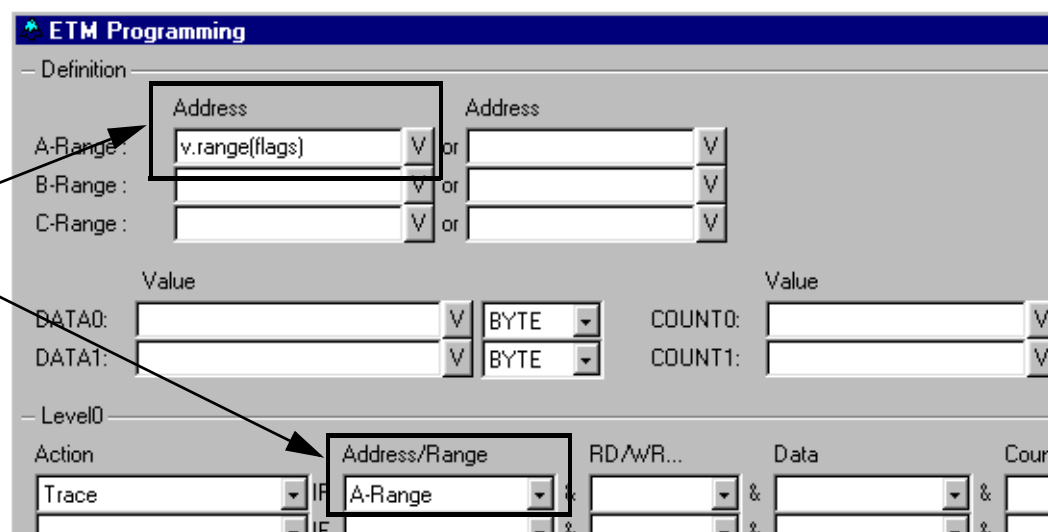 ETM Programming
Definition
Address Address
A-Range : v.range(flags) V or V
B-Range : V or V
C-Range : V or V
Value Value
DATA0: V BYTE COUNT0: V
DATA1: V BYTE COUNT1: V
Level0
Action Address/Range RD/WR... Data
Trace IF A-Range & & &
IF & & &